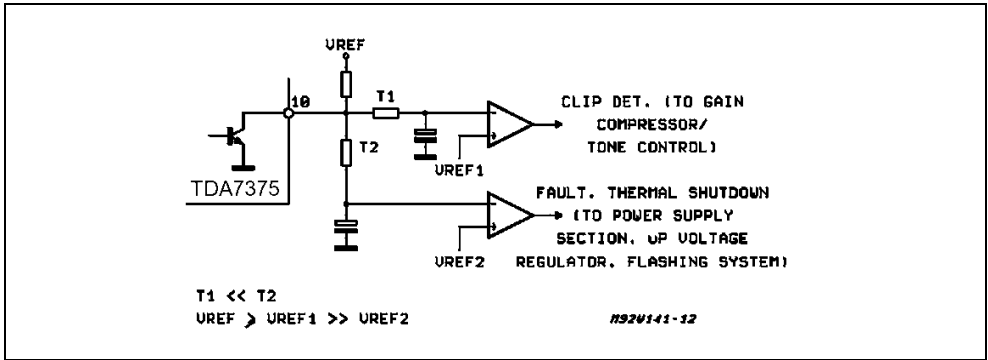 VREF
10
T1
CLIP DET. (TO GAIN
COMPRESSOR/
TONE CONTROL)
T2
VREF1
TDA7375
FAULT. THERMAL SHUTDOWN
(TO POWER SUPPLY
SECTION. uP VOLTAGE
REGULATOR. FLASHING SYSTEM)
VREF2
T1 << T2
VREF > VREF1 >> VREF2
M92U141-12